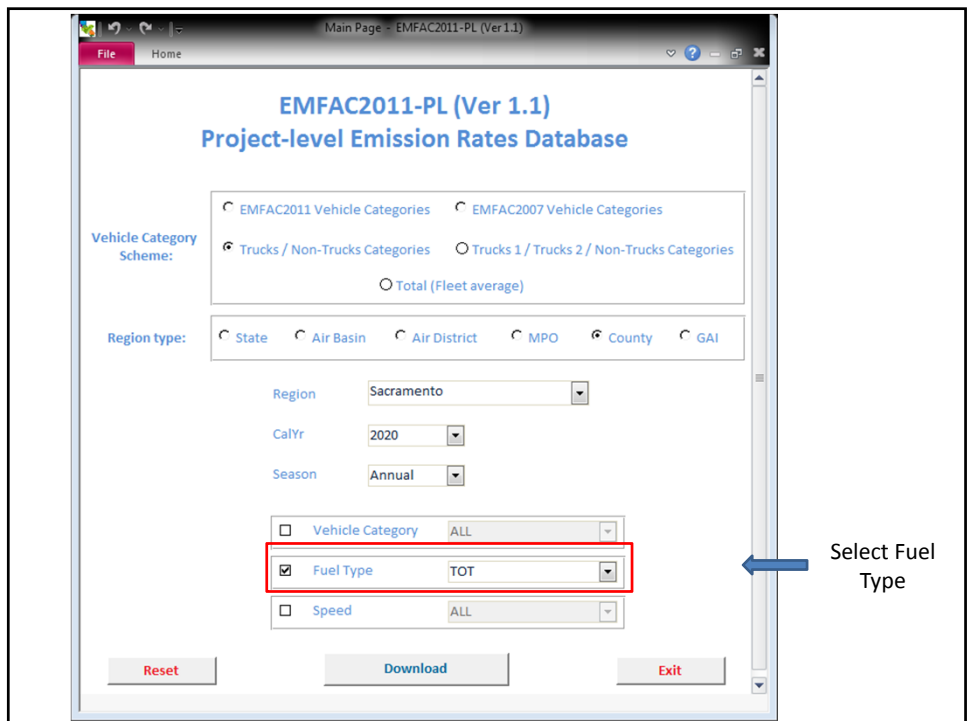 Main Page - EMFAC2011-PL (Ver 1.1)
File Home
EMFAC2011-PL (Ver 1.1)
Project-level Emission Rates Database
Vehicle Category
Scheme:
EMFAC2011 Vehicle Categories EMFAC2007 Vehicle Categories
Trucks / Non-Trucks Categories Trucks 1 / Trucks 2 / Non-Trucks Categories
Total (Fleet average)
Region type: State Air Basin Air District MPO County GAI
Region Sacramento
CalYr 2020
Season Annual
Vehicle Category ALL
Fuel Type TOT
Speed ALL
Select Fuel
Type
Reset Download Exit